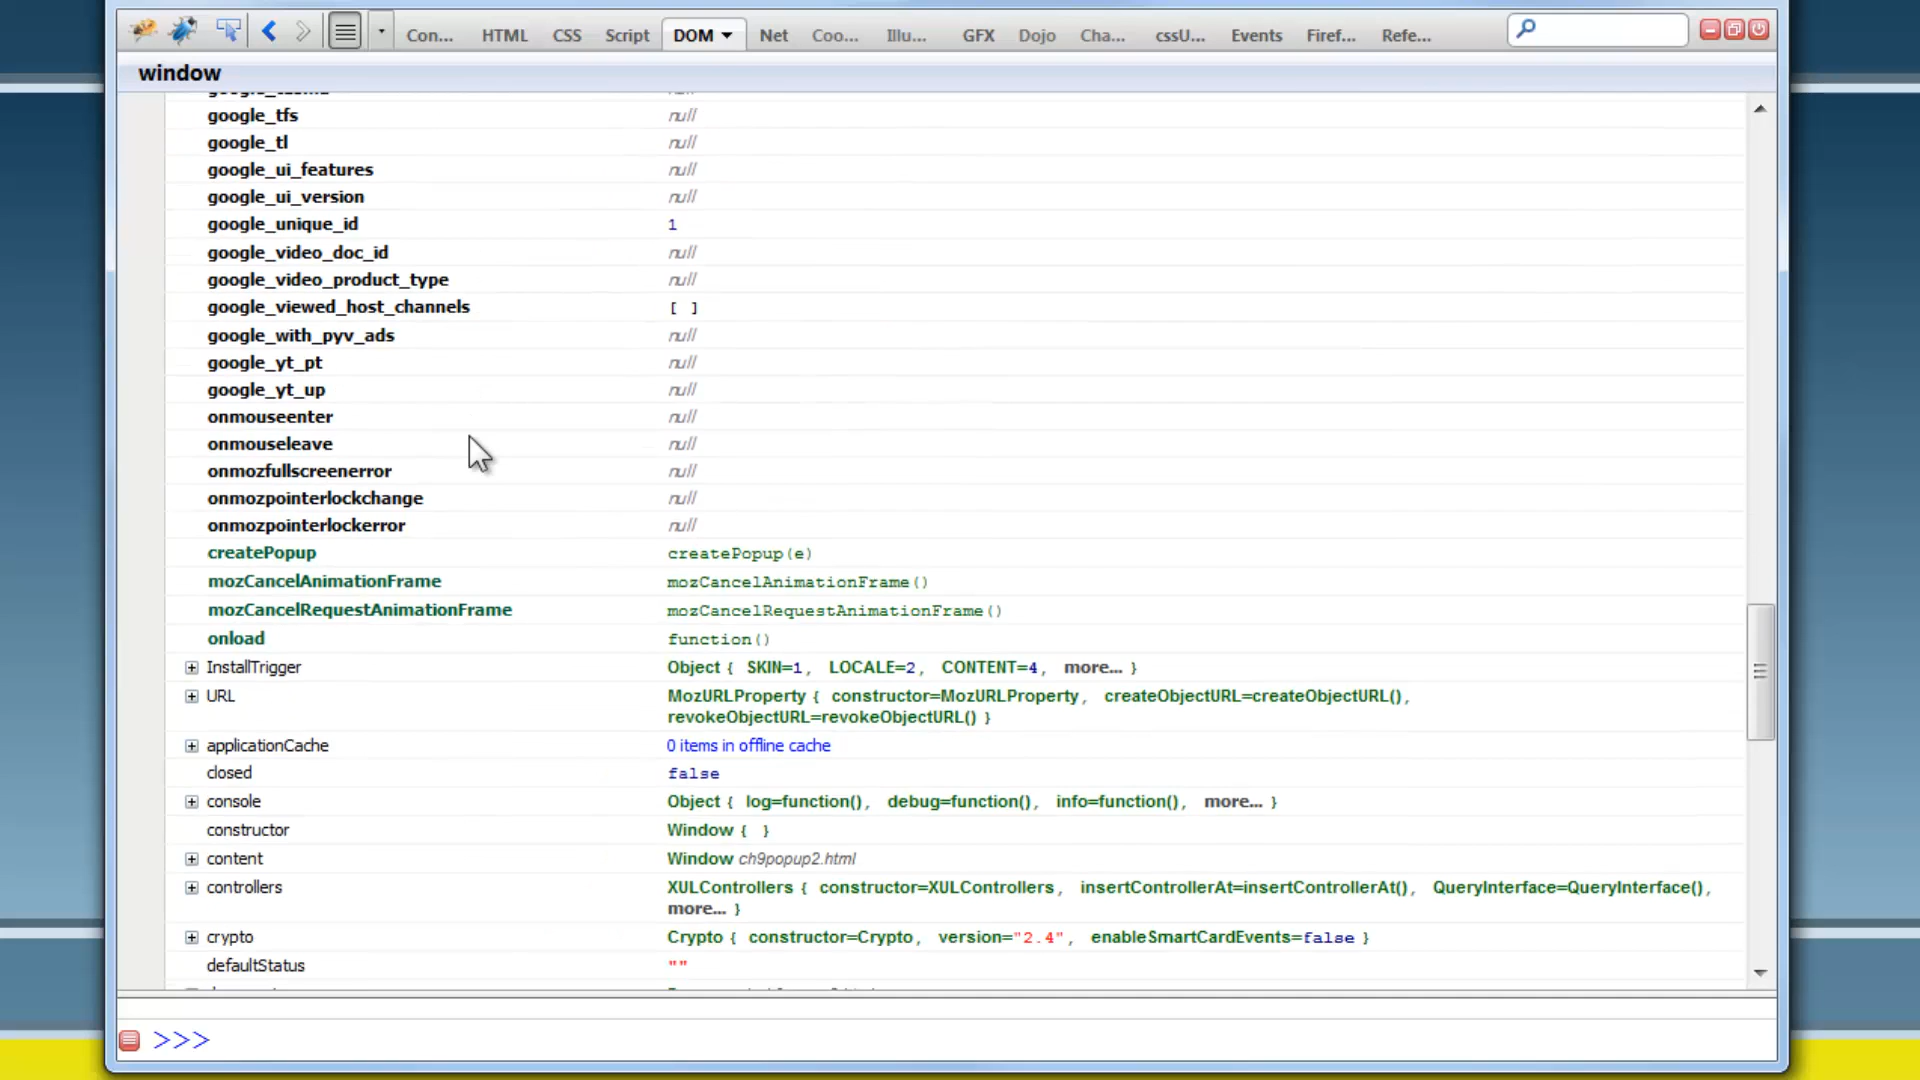 Con... HTML CSS Script DOM Net Coo... Illu... GFX Dojo Cha... cssU... Events Firef... Refe...
window
google_tfs null
google_tl null
google_ui_features null
google_ui_version null
google_unique_id 1
google_video_doc_id null
google_video_product_type null
google_viewed_host_channels [ ]
google_with_pyv_ads null
google_yt_pt null
google_yt_up null
onmouseenter null
onmouseleave null
onmozfullscreenerror null
onmozpointerlockchange null
onmozpointerlockerror null
createPopup createPopup(e)
mozCancelAnimationFrame mozCancelAnimationFrame()
mozCancelRequestAnimationFrame mozCancelRequestAnimationFrame()
onload function()
InstallTrigger Object { SKIN=1, LOCALE=2, CONTENT=4, more... }
URL MozURLProperty { constructor=MozURLProperty, createObjectURL=createObjectURL(),
revokeObjectURL=revokeObjectURL() }
applicationCache 0 items in offline cache
closed false
console Object { log=function(), debug=function(), info=function(), more... }
constructor Window { }
content Window ch9popup2.html
controllers XULControllers { constructor=XULControllers, insertControllerAt=insertControllerAt(), QueryInterface=QueryInterface(),
more... }
crypto Crypto { constructor=Crypto, version="2.4", enableSmartCardEvents=false }
defaultStatus ""
>>>